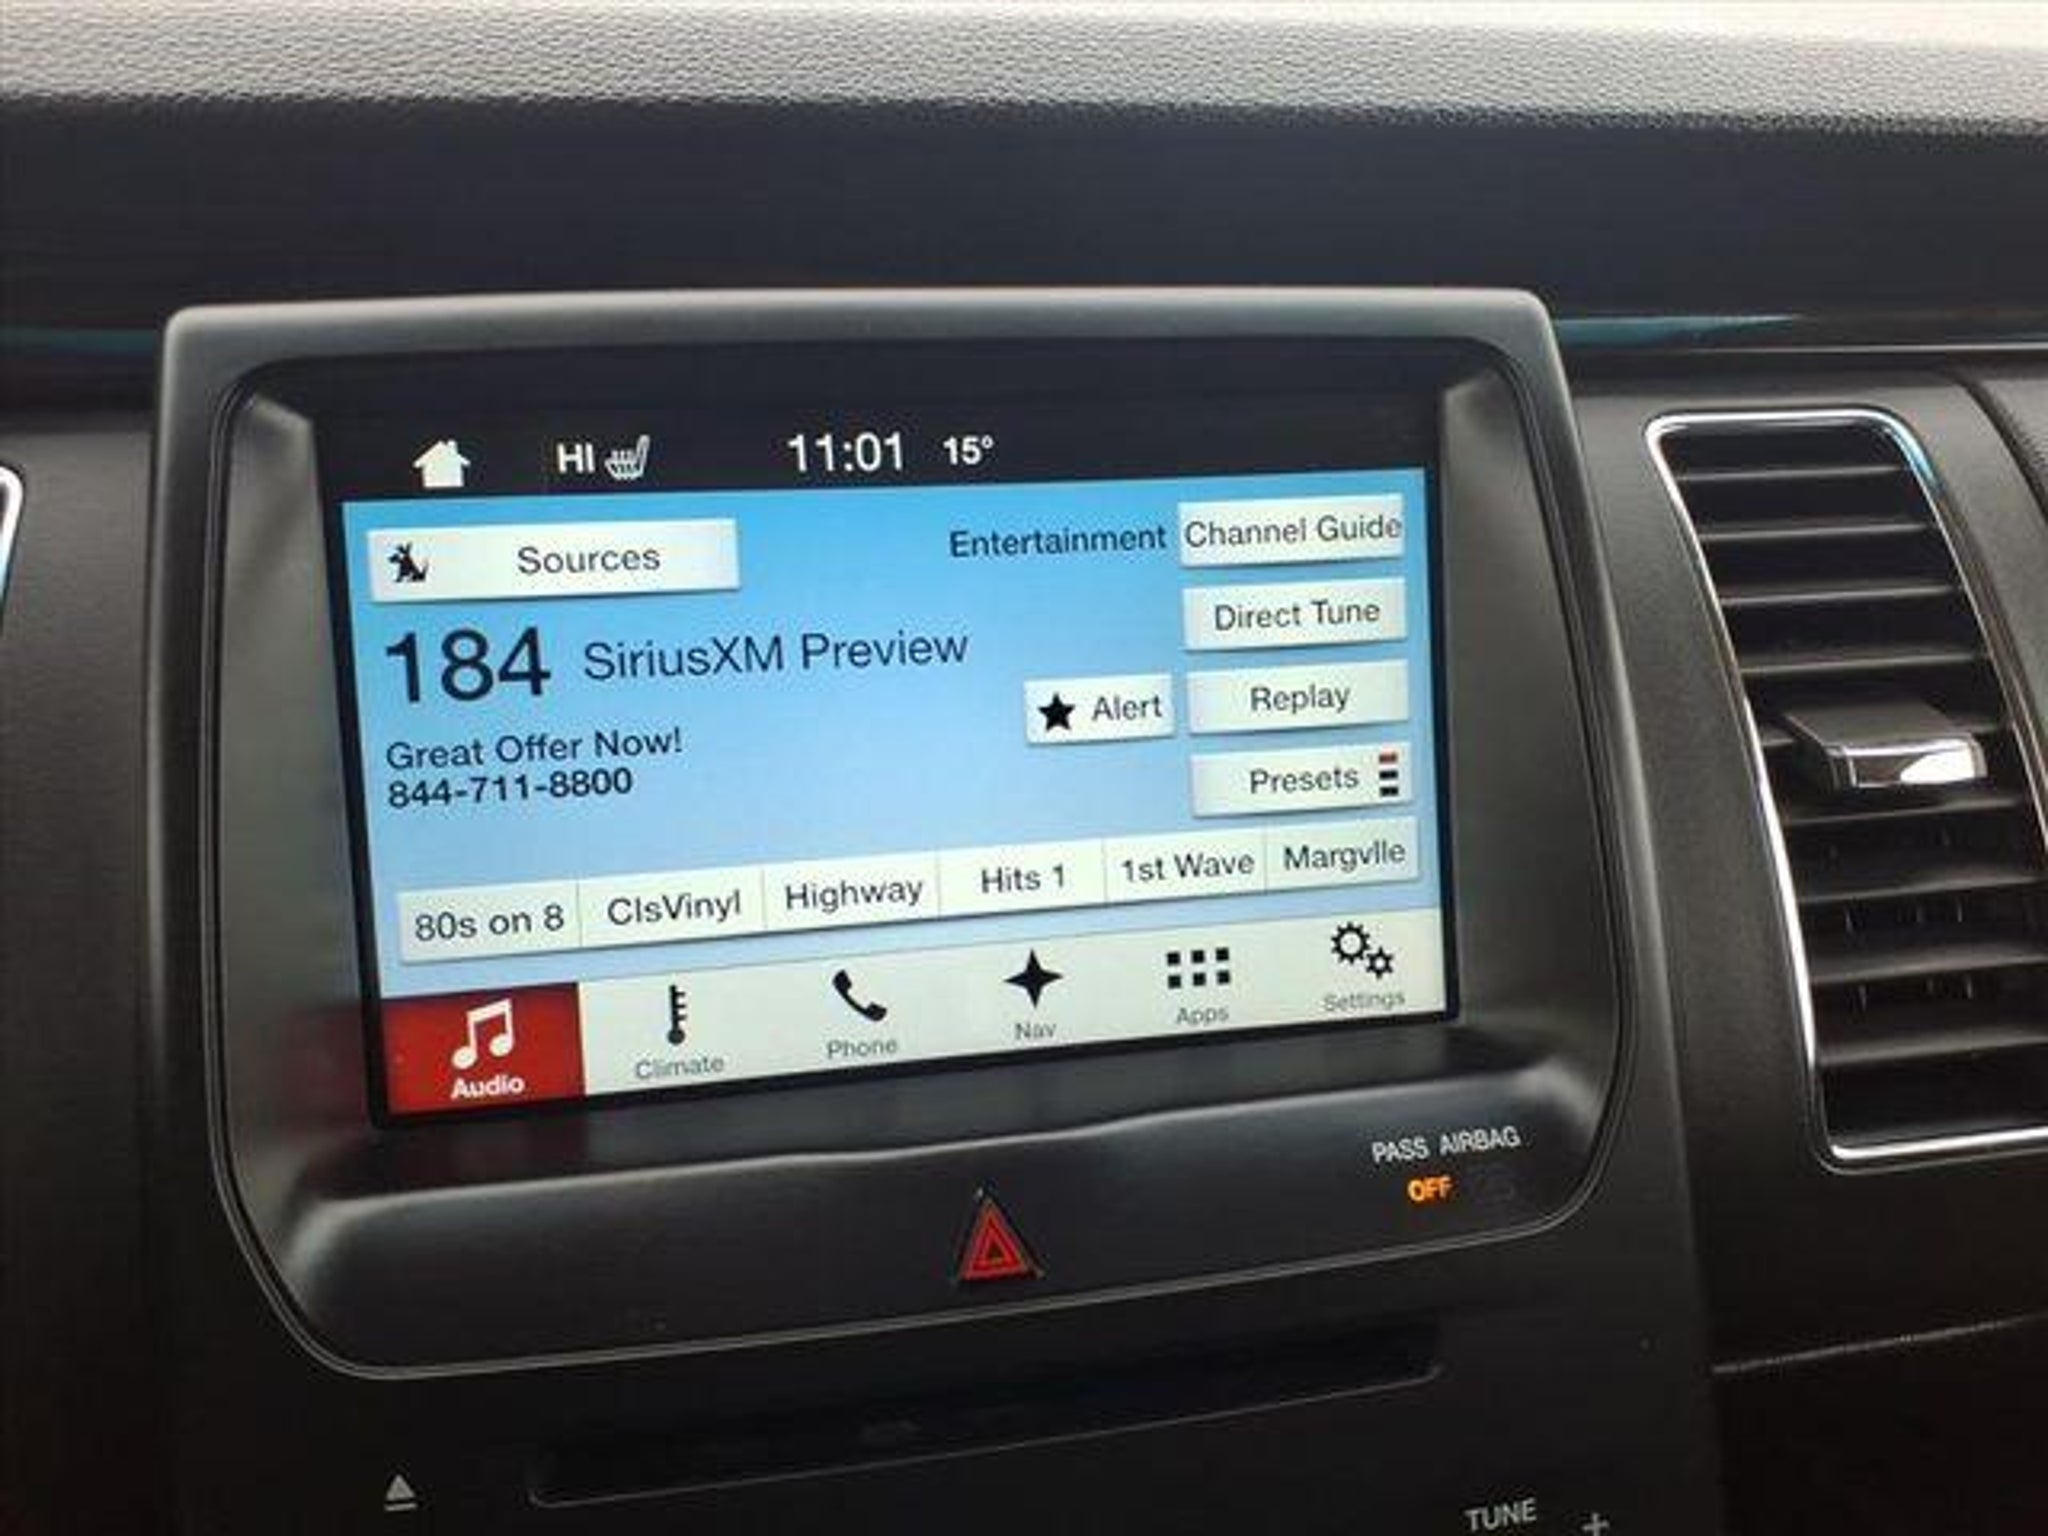 HI 11:01 15°
Sources
Entertainment
Channel Guide
184 SiriusXM Preview
Direct Tune
Alert
Replay
Great Offer Now!
844-711-8800
Presets
80s on 8 ClsVinyl Highway Hits 1 1st Wave Margvlle
Audio Climate Phone Nav Apps Settings
PASS AIRBAG
OFF
TUNE +